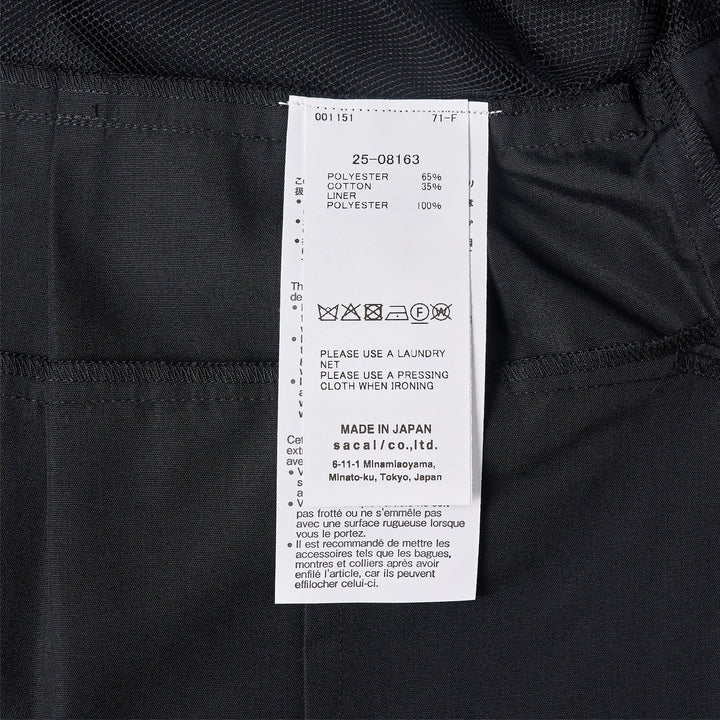 001151 71-F
25-08163
POLYESTER 65%
COTTON 35%
LINER
POLYESTER 100%
PLEASE USE A LAUNDRY
NET
PLEASE USE A PRESSING
CLOTH WHEN IRONING
MADE IN JAPAN
sacai/co.,ltd.
6-11-1 Minamiaoyama,
Minato-ku, Tokyo, Japan
pas frotté ou ne s'emmêle pas
avec une surface rugueuse lorsque
vous le portez.
• Il est recommandé de mettre les
accessoires tels que les bagues,
montres et colliers après avoir
enfilé l'article, car ils peuvent
effilocher celui-ci.